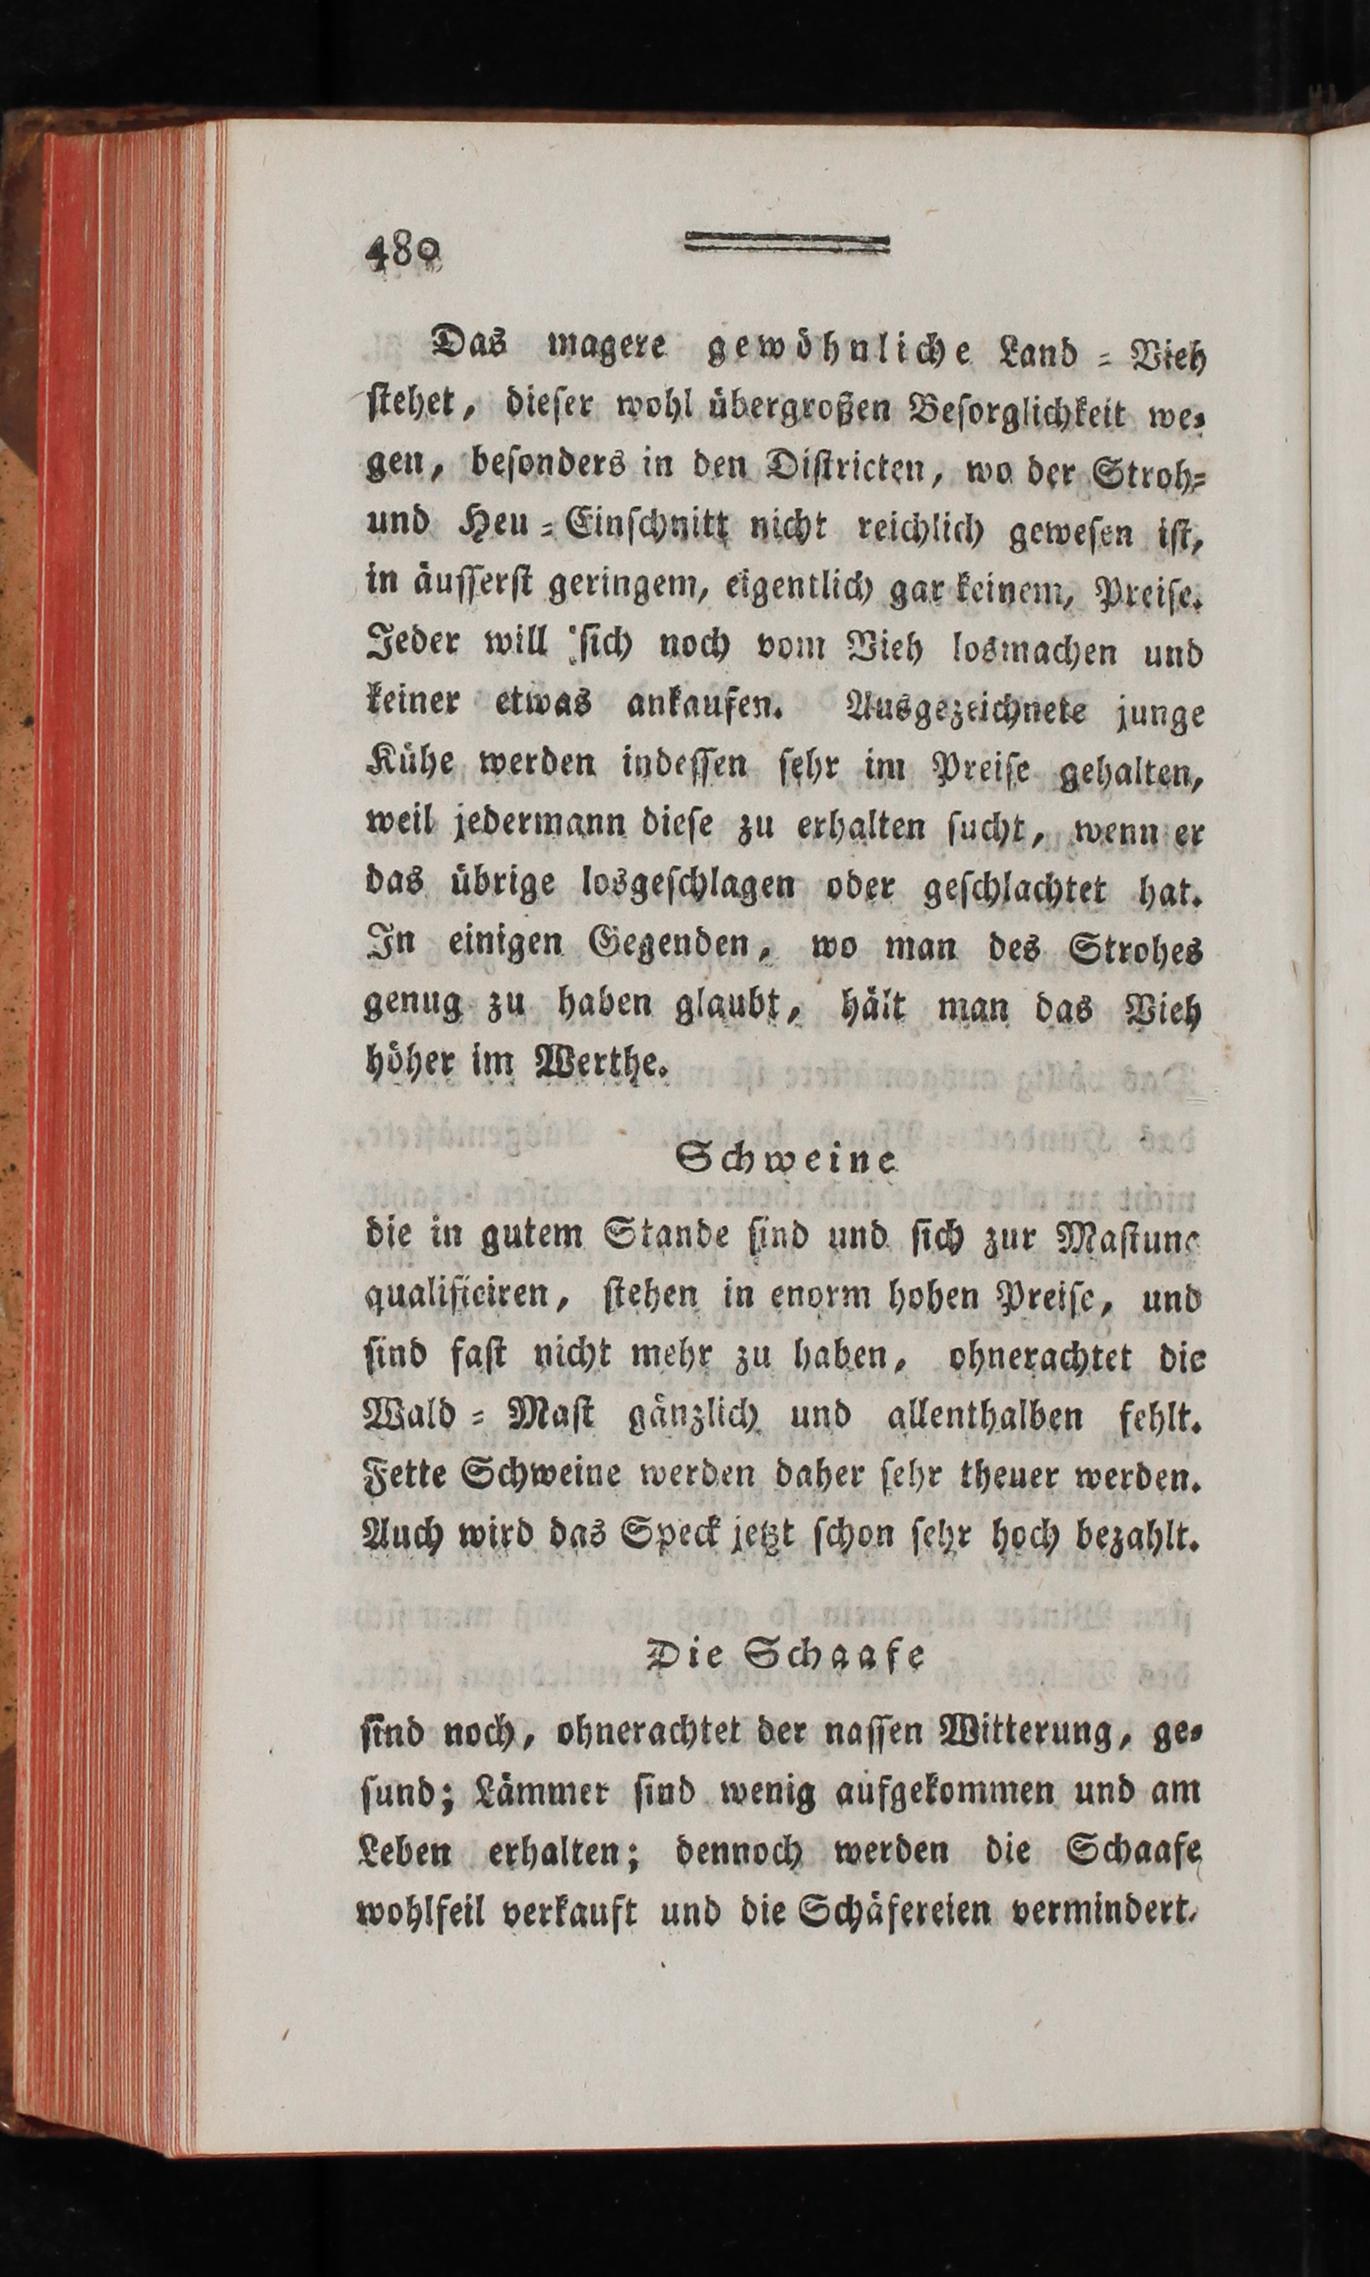 480
Das magere gewöhnliche Land = Vieh
ſtehet, dieſer wohl übergroßen Beſorglichkeit we=
gen, beſonders in den Diſtricten, wo der Stroh=
und Heu = Einſchnitt nicht reichlich geweſen iſt,
in äuſſerſt geringem, eigentlich gar keinem, Preiſe.
Jeder will ſich noch vom Vieh losmachen und
keiner etwas ankaufen. Ausgezeichnete junge
Kühe werden indeſſen ſehr im Preiſe gehalten,
weil jedermann dieſe zu erhalten ſucht, wenn er
das übrige losgeſchlagen oder geſchlachtet hat.
In einigen Gegenden, wo man des Strohes
genug zu haben glaubt, hält man das Vieh
höher im Werthe.
Schweine
die in gutem Stande ſind und ſich zur Maſtung
qualificiren, ſtehen in enorm hohen Preiſe, und
ſind faſt nicht mehr zu haben, ohnerachtet die
Wald = Maſt gänzlich und allenthalben fehlt.
Fette Schweine werden daher ſehr theuer werden.
Auch wird das Speck jetzt ſchon ſehr hoch bezahlt.
Die Schaafe
ſind noch, ohnerachtet der naſſen Witterung, ge=
ſund; Lämmer ſind wenig aufgekommen und am
Leben erhalten; dennoch werden die Schaafe
wohlfeil verkauft und die Schäfereien vermindert.